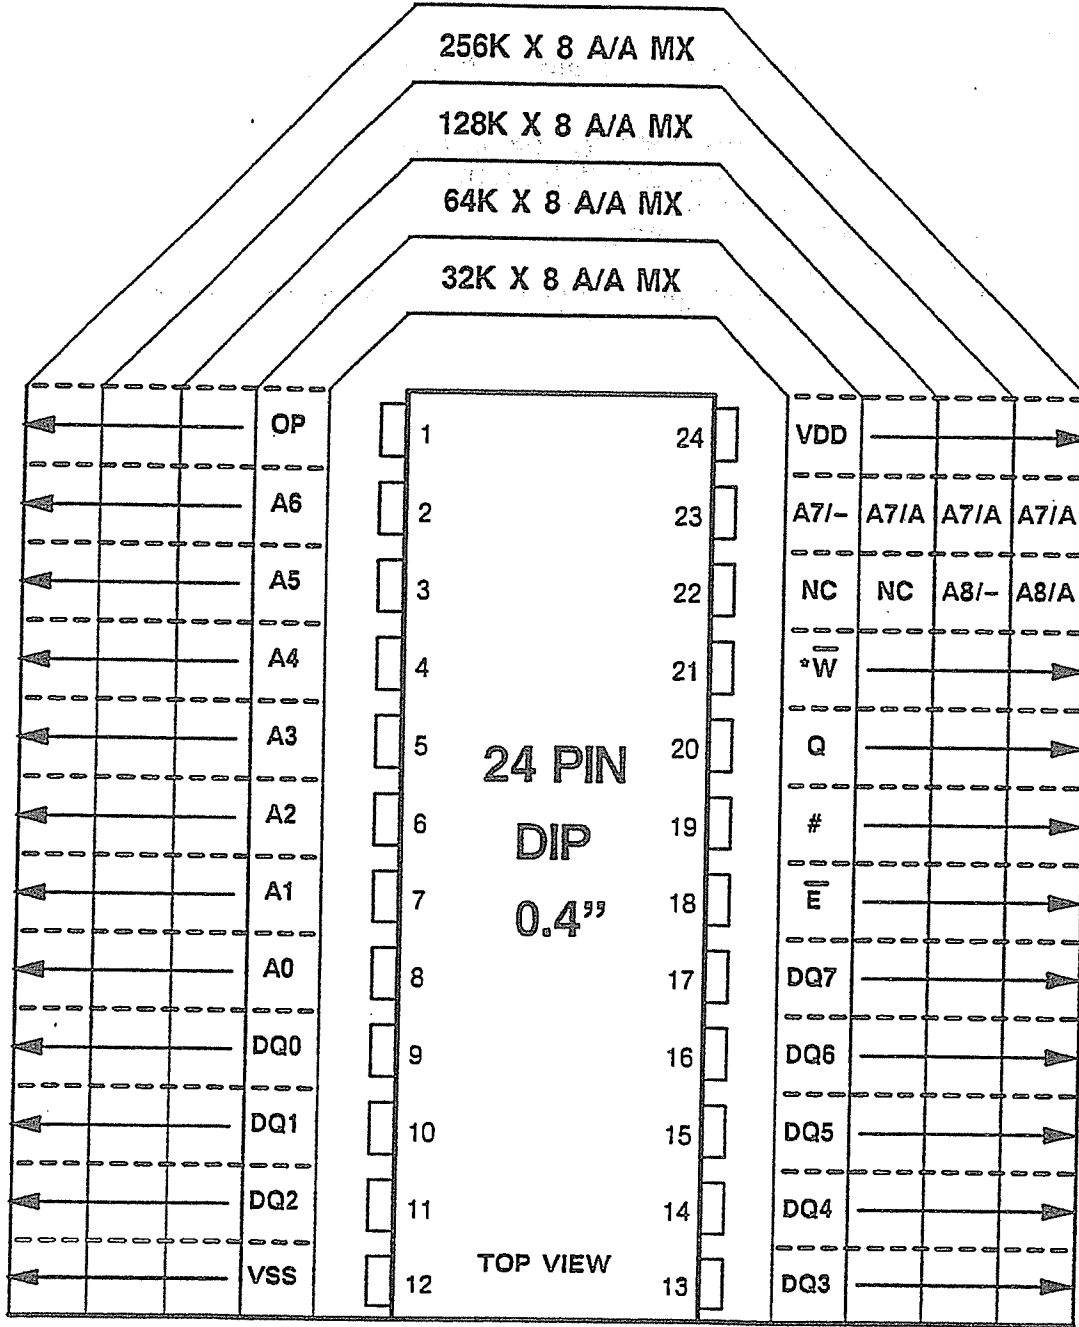 256K X 8 A/A MX
128K X 8 A/A MX
64K X 8 A/A MX
32K X 8 A/A MX
OP 1 24 VDD
A6 2 23 A7/– A7/A A7/A A7/A
A5 3 22 NC NC A8/– A8/A
A4 4 21 *W̅
A3 5 20 Q
A2 6 19 #
A1 7 18 E̅
A0 8 17 DQ7
DQ0 9 16 DQ6
DQ1 10 15 DQ5
DQ2 11 14 DQ4
VSS 12 13 DQ3
24 PIN
DIP
0.4”
TOP VIEW